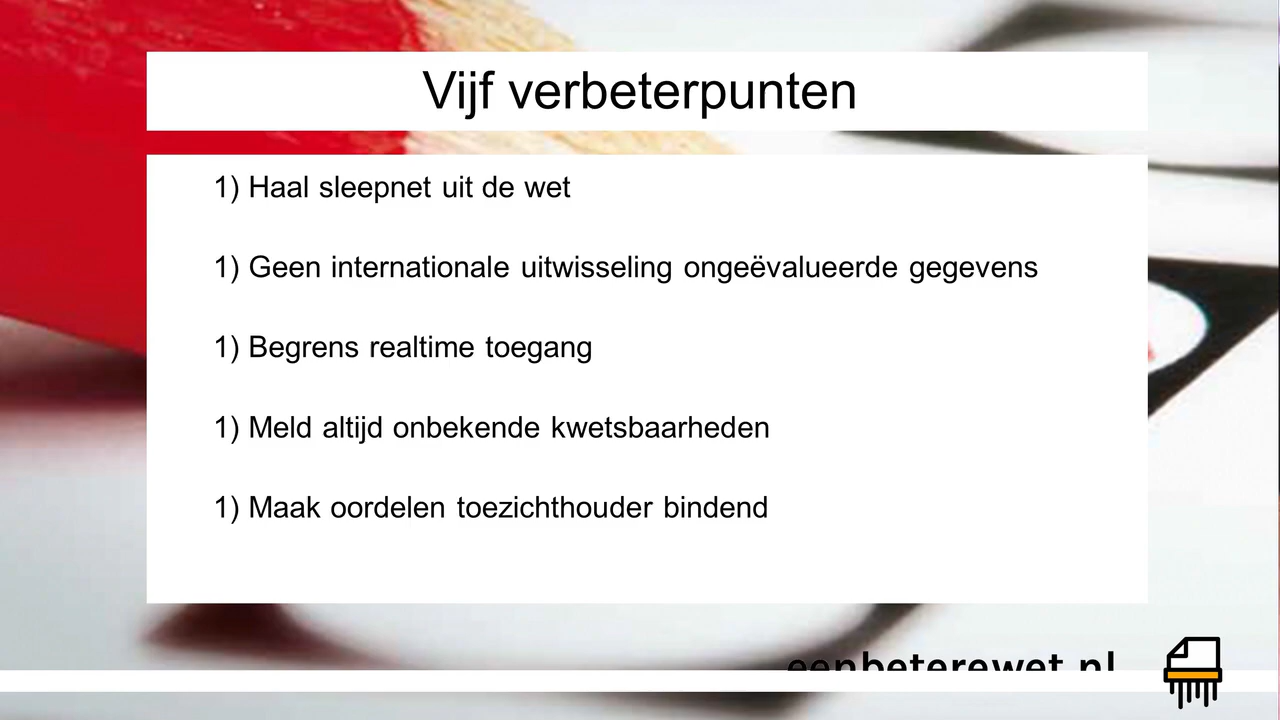 Vijf verbeterpunten
1) Haal sleepnet uit de wet
1) Geen internationale uitwisseling ongeëvalueerde gegevens
1) Begrens realtime toegang
1) Meld altijd onbekende kwetsbaarheden
1) Maak oordelen toezichthouder bindend
eenbeterewet.nl